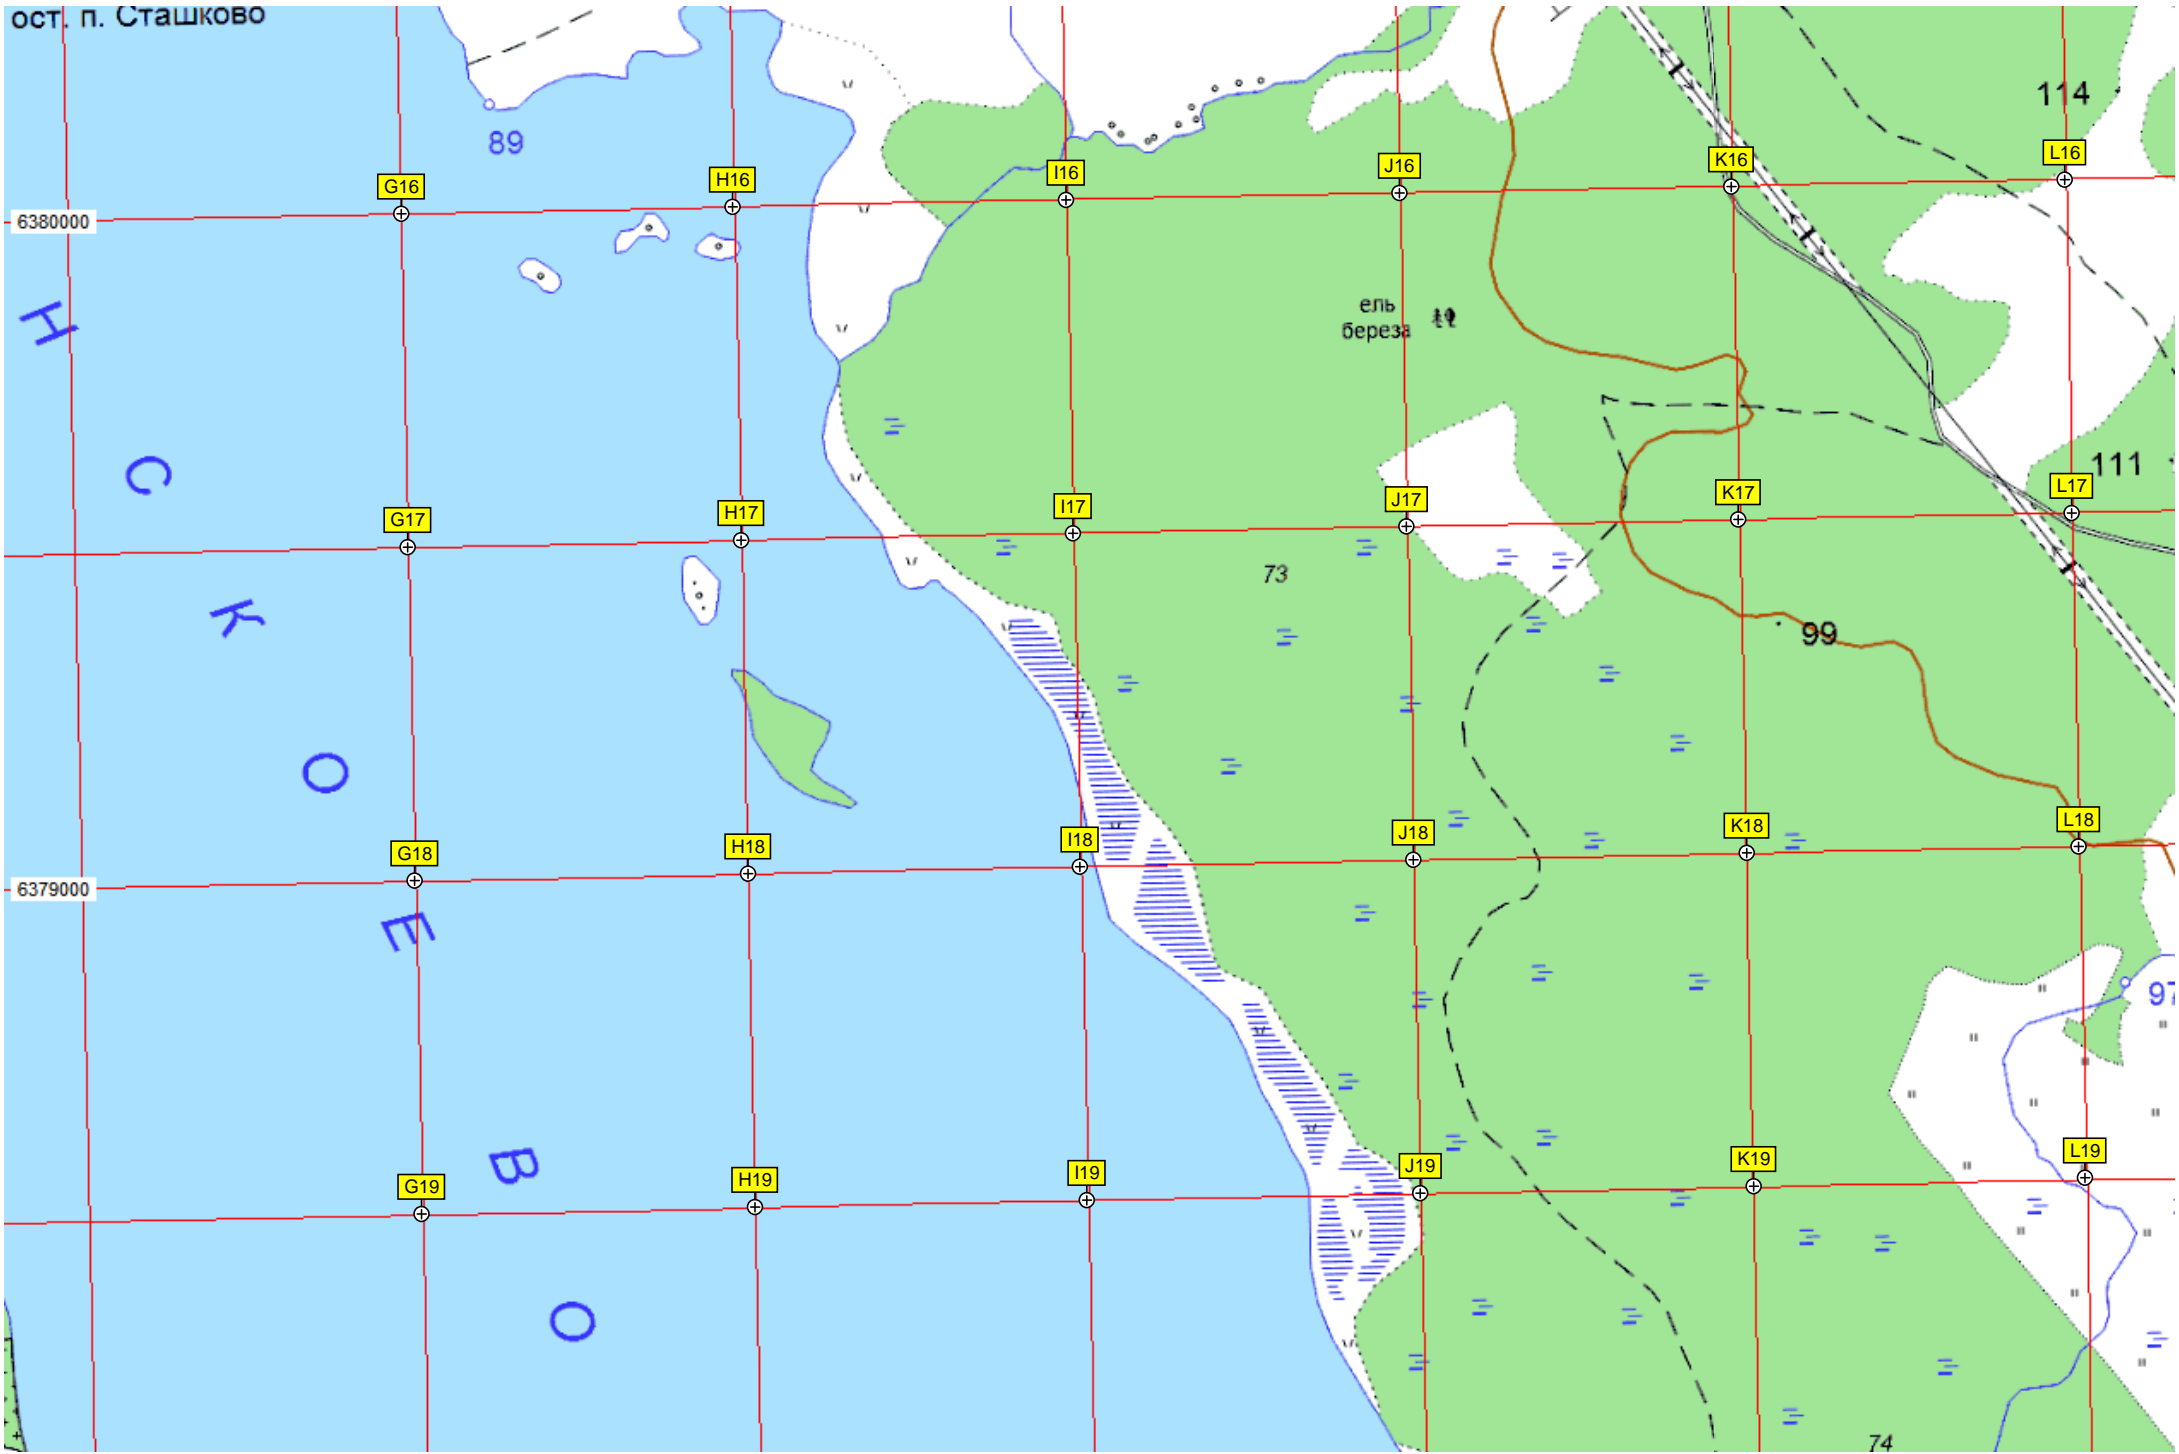 ост. п. Сташково
89
114
G16
H16
I16
J16
K16
L16
6380000
Н
ель
береза
С
111
G17
H17
I17
J17
K17
L17
73
К
99
О
G18
H18
I18
J18
K18
L18
6379000
Е
97
В
G19
H19
I19
J19
K19
L19
О
74